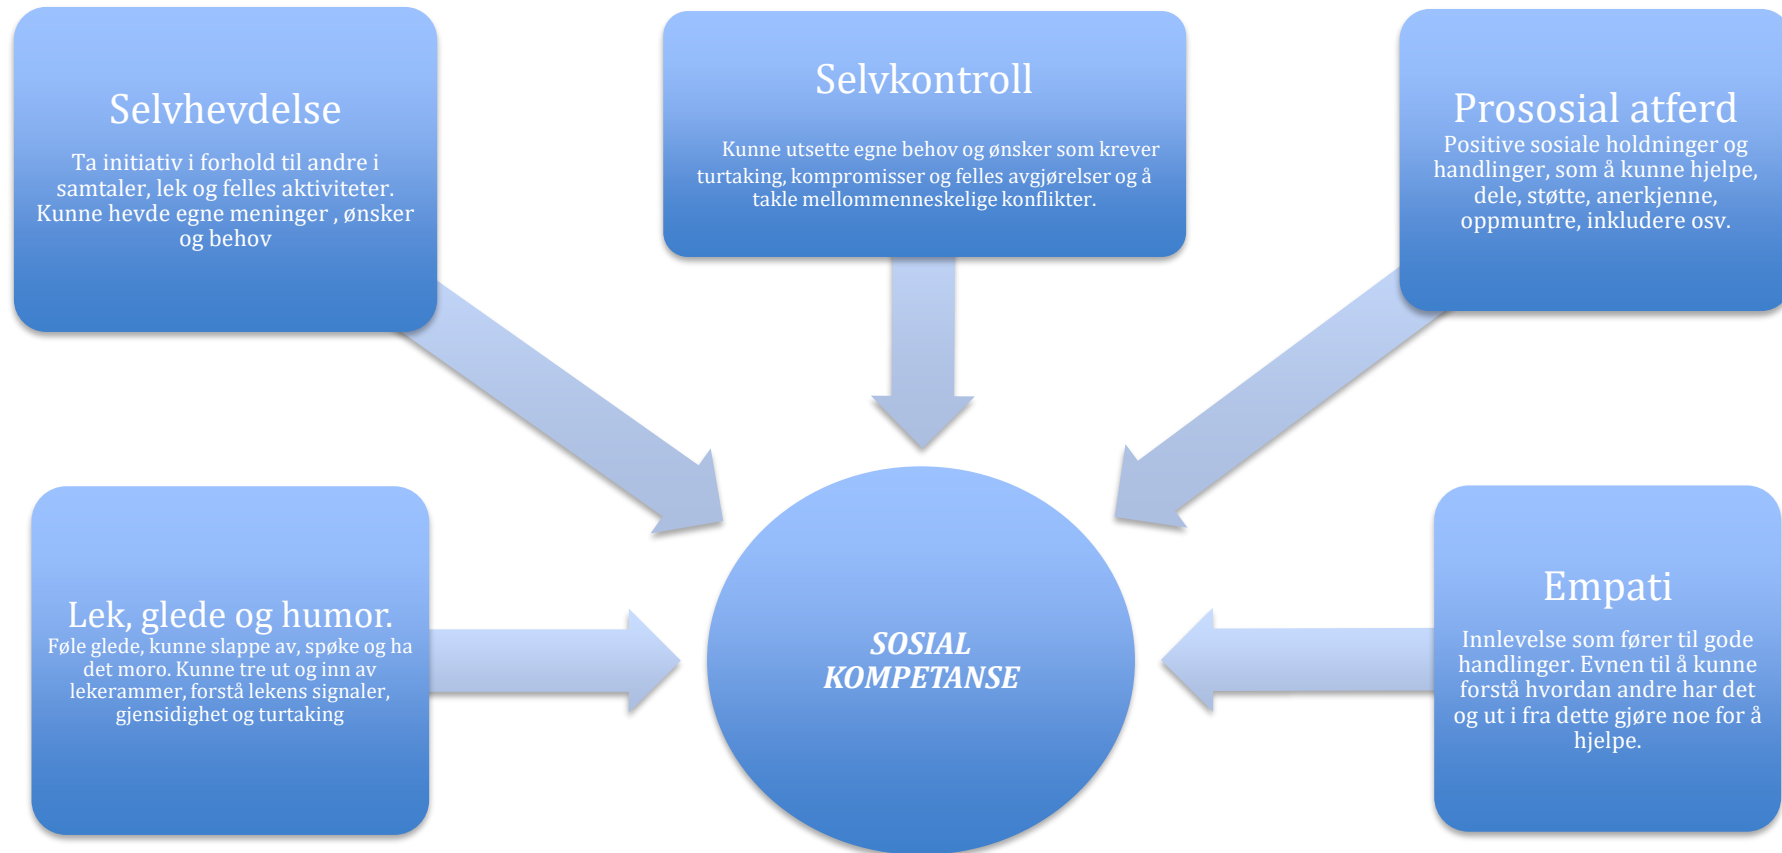 Selvhevdelse
Ta initiativ i forhold til andre i
samtaler, lek og felles aktiviteter.
Kunne hevde egne meninger , ønsker
og behov
Selvkontroll
Kunne utsette egne behov og ønsker som krever
turtaking, kompromisser og felles avgjørelser og å
takle mellommenneskelige konflikter.
Prososial atferd
Positive sosiale holdninger og
handlinger, som å kunne hjelpe,
dele, støtte, anerkjenne,
oppmuntre, inkludere osv.
Lek, glede og humor.
Føle glede, kunne slappe av, spøke og ha
det moro. Kunne tre ut og inn av
lekerammer, forstå lekens signaler,
gjensidighet og turtaking
SOSIAL
KOMPETANSE
Empati
Innlevelse som fører til gode
handlinger. Evnen til å kunne
forstå hvordan andre har det
og ut i fra dette gjøre noe for å
hjelpe.